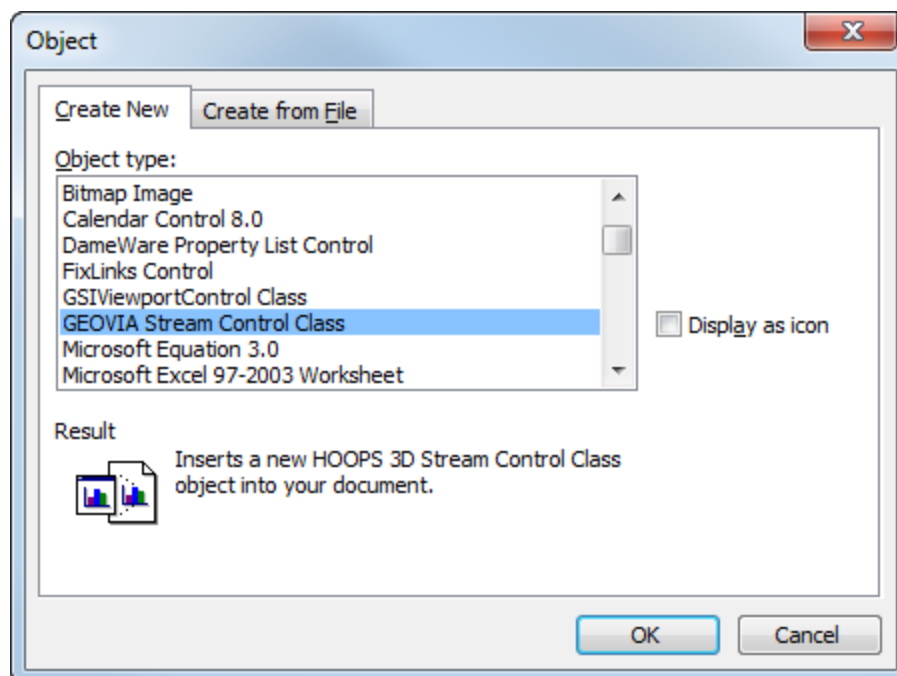 Object
Create New
Create from File
Object type:
Bitmap Image
Calendar Control 8.0
DameWare Property List Control
FixLinks Control
GSIViewportControl Class
GEOVIA Stream Control Class
Microsoft Equation 3.0
Microsoft Excel 97-2003 Worksheet
Display as icon
Result
Inserts a new HOOPS 3D Stream Control Class
object into your document.
OK
Cancel